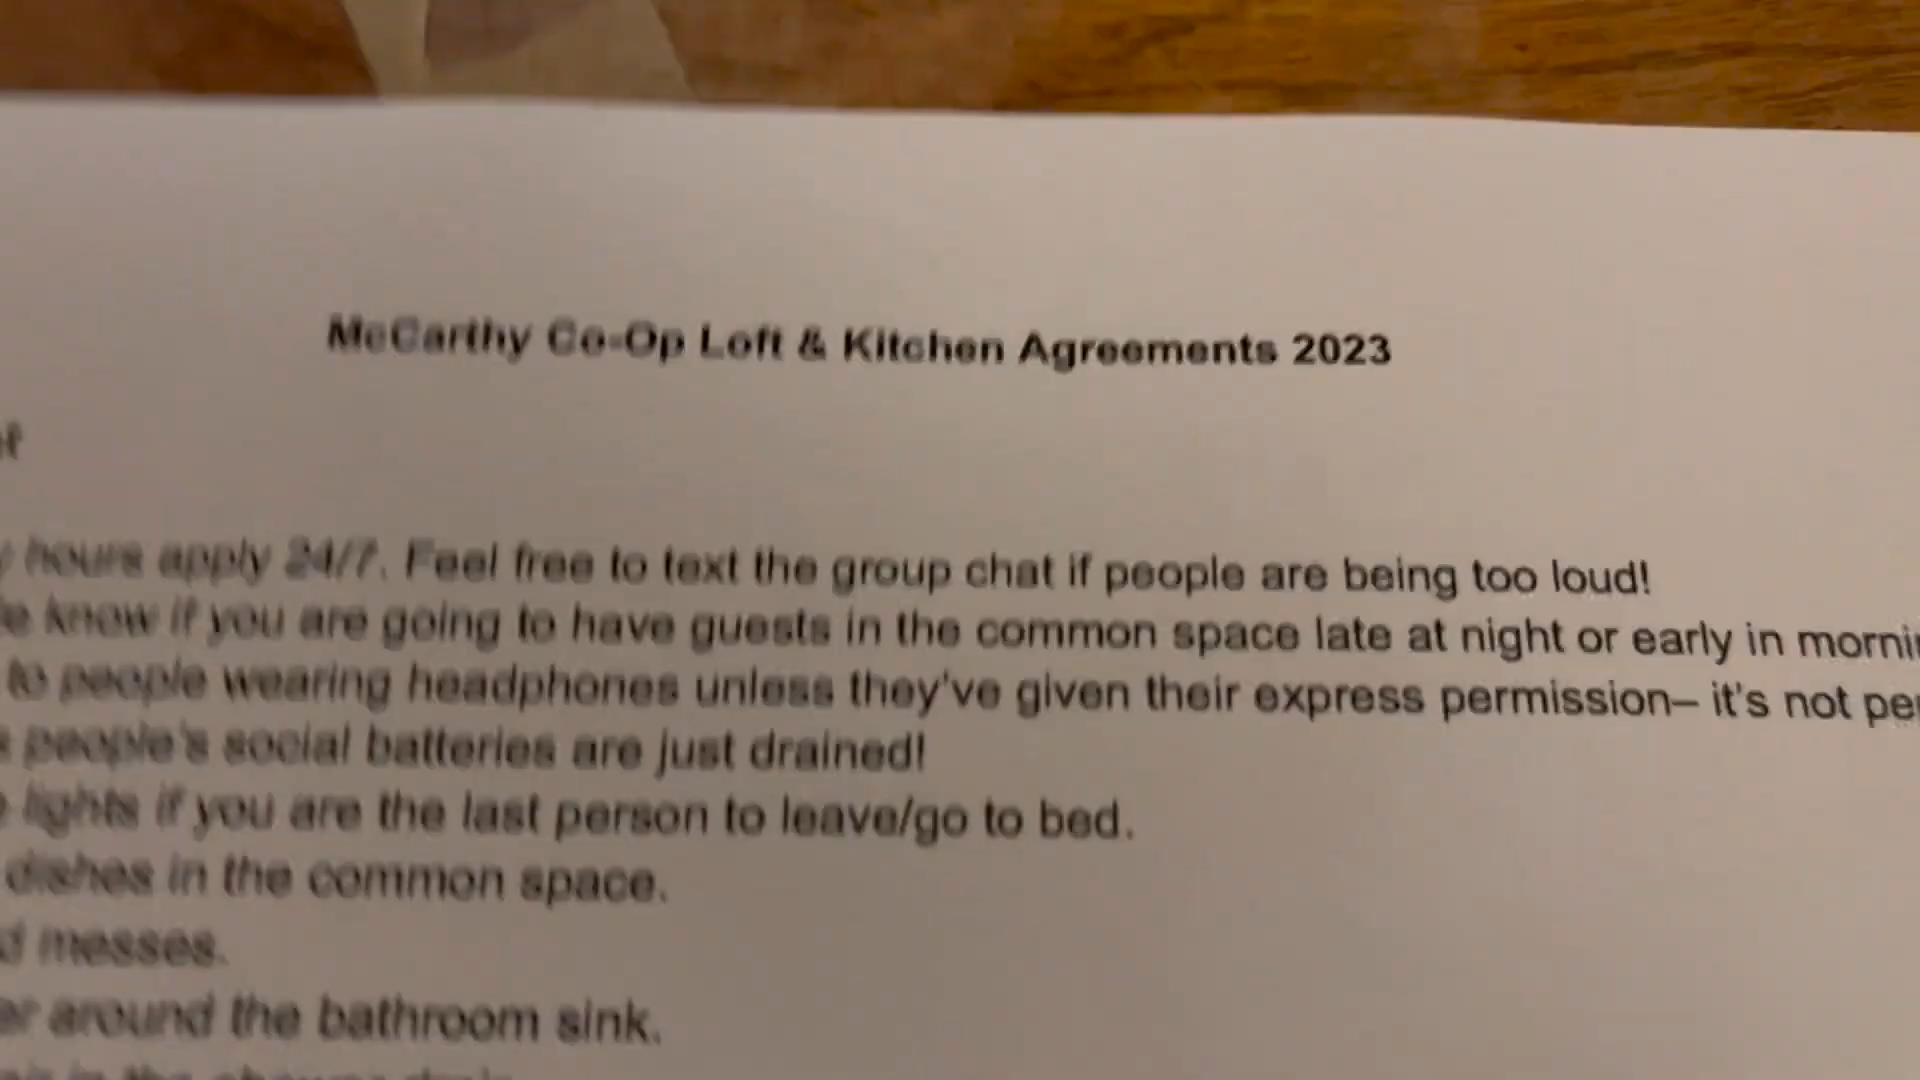 McCarthy Co-Op Loft & Kitchen Agreements 2023
hours apply 24/7. Feel free to text the group chat if people are being too loud!
know if you are going to have guests in the common space late at night or early in
to people wearing headphones unless they've given their express permission– it's not
people's social batteries are just drained!
lights if you are the last person to leave/go to bed.
dishes in the common space.
messes.
around the bathroom sink.
in the shower